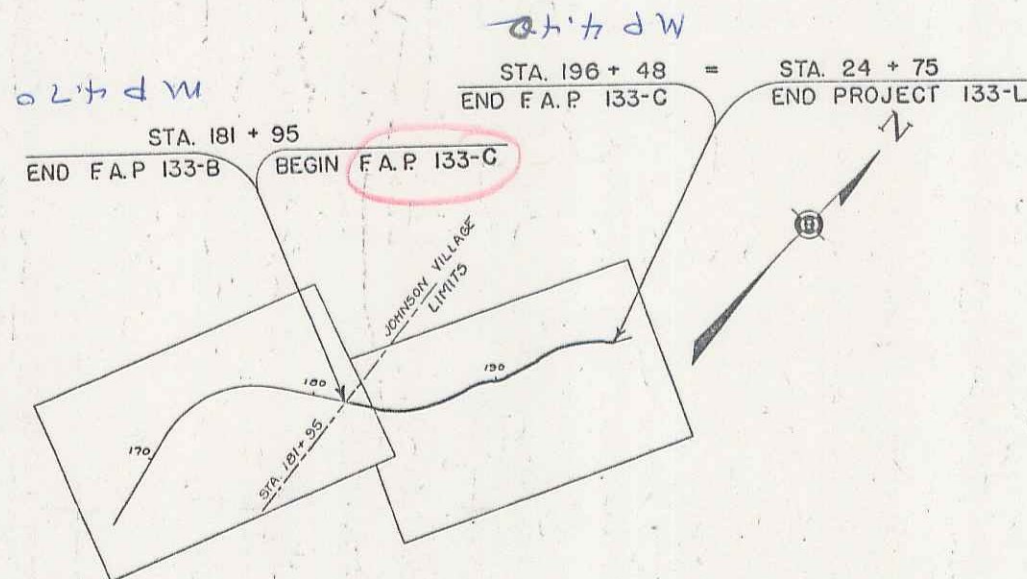 MP 4.40
MP 4.70
STA. 196 + 48 = STA. 24 + 75
END F.A.P. 133-C END PROJECT 133-L
STA. 181 + 95
END F.A.P 133-B BEGIN F.A.P. 133-C
N
JOHNSON VILLAGE
LIMITS
170
180
190
STA. 181+95